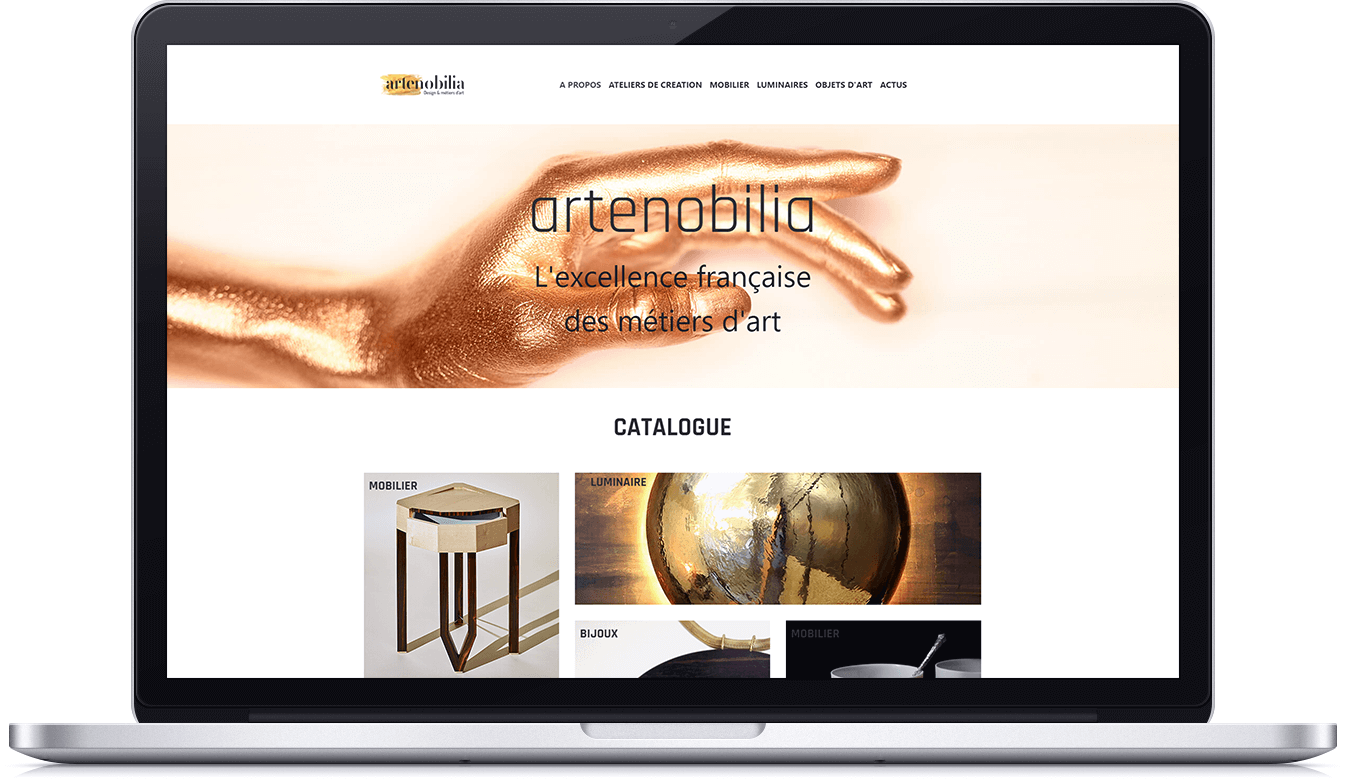 artenobilia
Design & métiers d'art
A PROPOS ATELIERS DE CREATION MOBILIER LUMINAIRES OBJETS D'ART ACTUS
artenobilia
L'excellence française
des métiers d'art
CATALOGUE
MOBILIER
LUMINAIRE
BIJOUX
MOBILIER